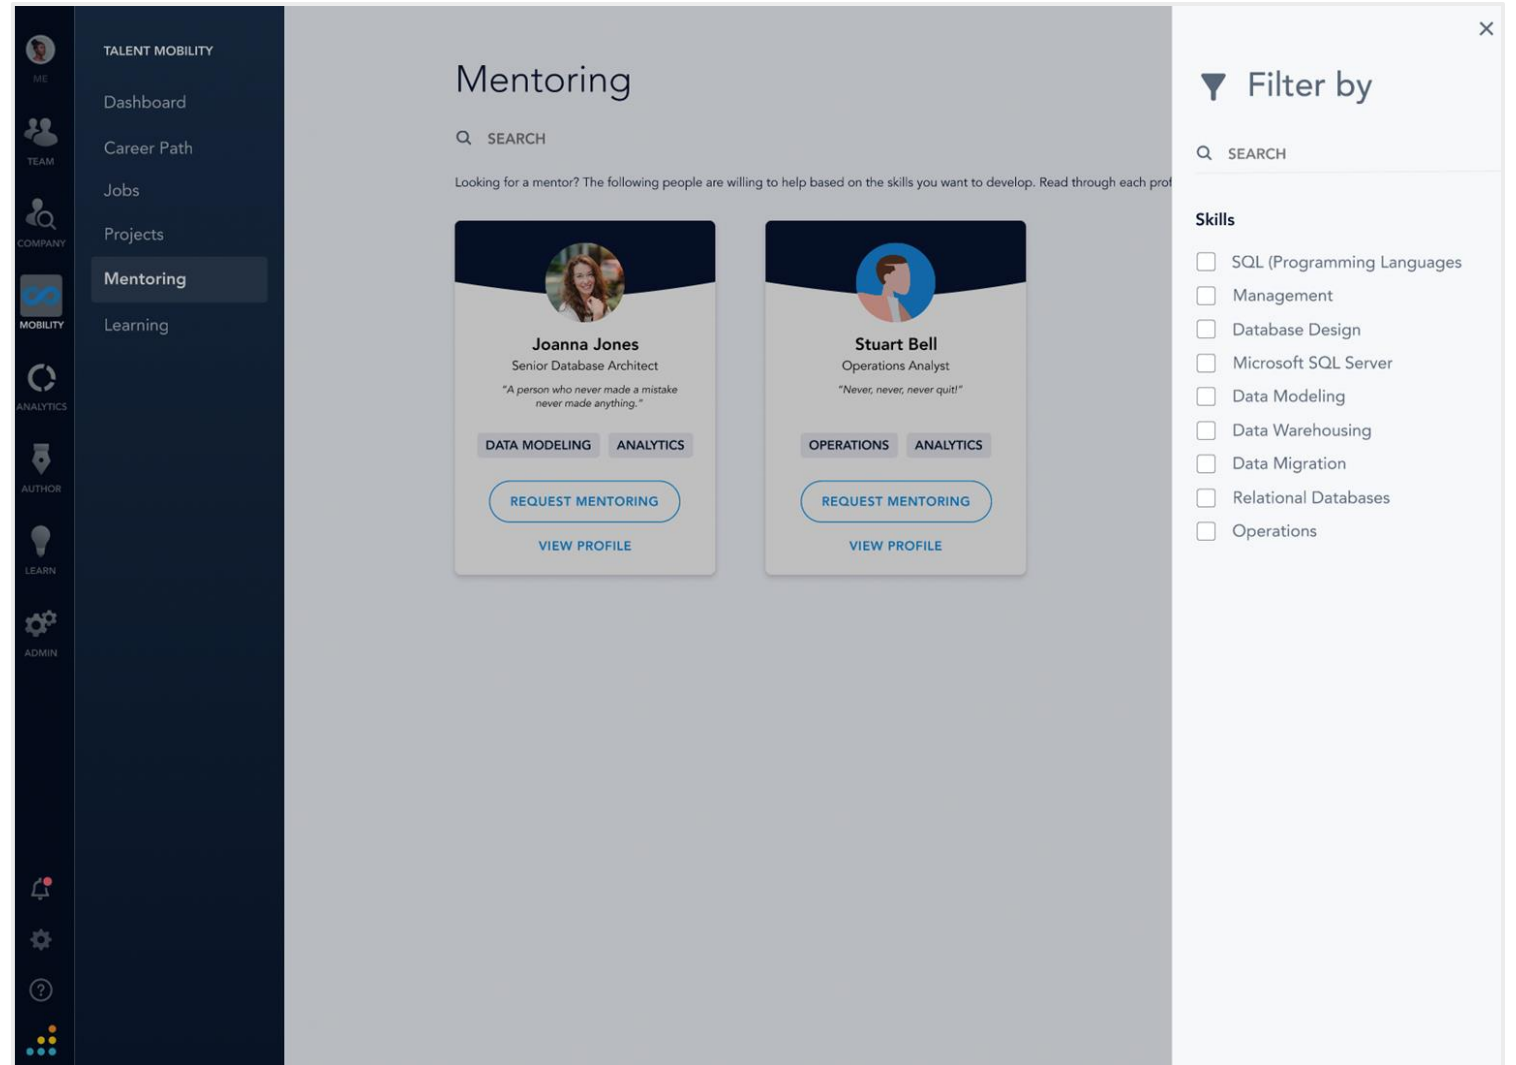 ME
TEAM
COMPANY
MOBILITY
ANALYTICS
AUTHOR
LEARN
ADMIN
TALENT MOBILITY
Dashboard
Career Path
Jobs
Projects
Mentoring
Learning
Mentoring
SEARCH
Looking for a mentor? The following people are willing to help based on the skills you want to develop. Read through each prof
Joanna Jones
Senior Database Architect
"A person who never made a mistake
never made anything."
DATA MODELING ANALYTICS
REQUEST MENTORING
VIEW PROFILE
Stuart Bell
Operations Analyst
"Never, never, never quit!"
OPERATIONS ANALYTICS
REQUEST MENTORING
VIEW PROFILE
Filter by
SEARCH
Skills
SQL (Programming Languages
Management
Database Design
Microsoft SQL Server
Data Modeling
Data Warehousing
Data Migration
Relational Databases
Operations